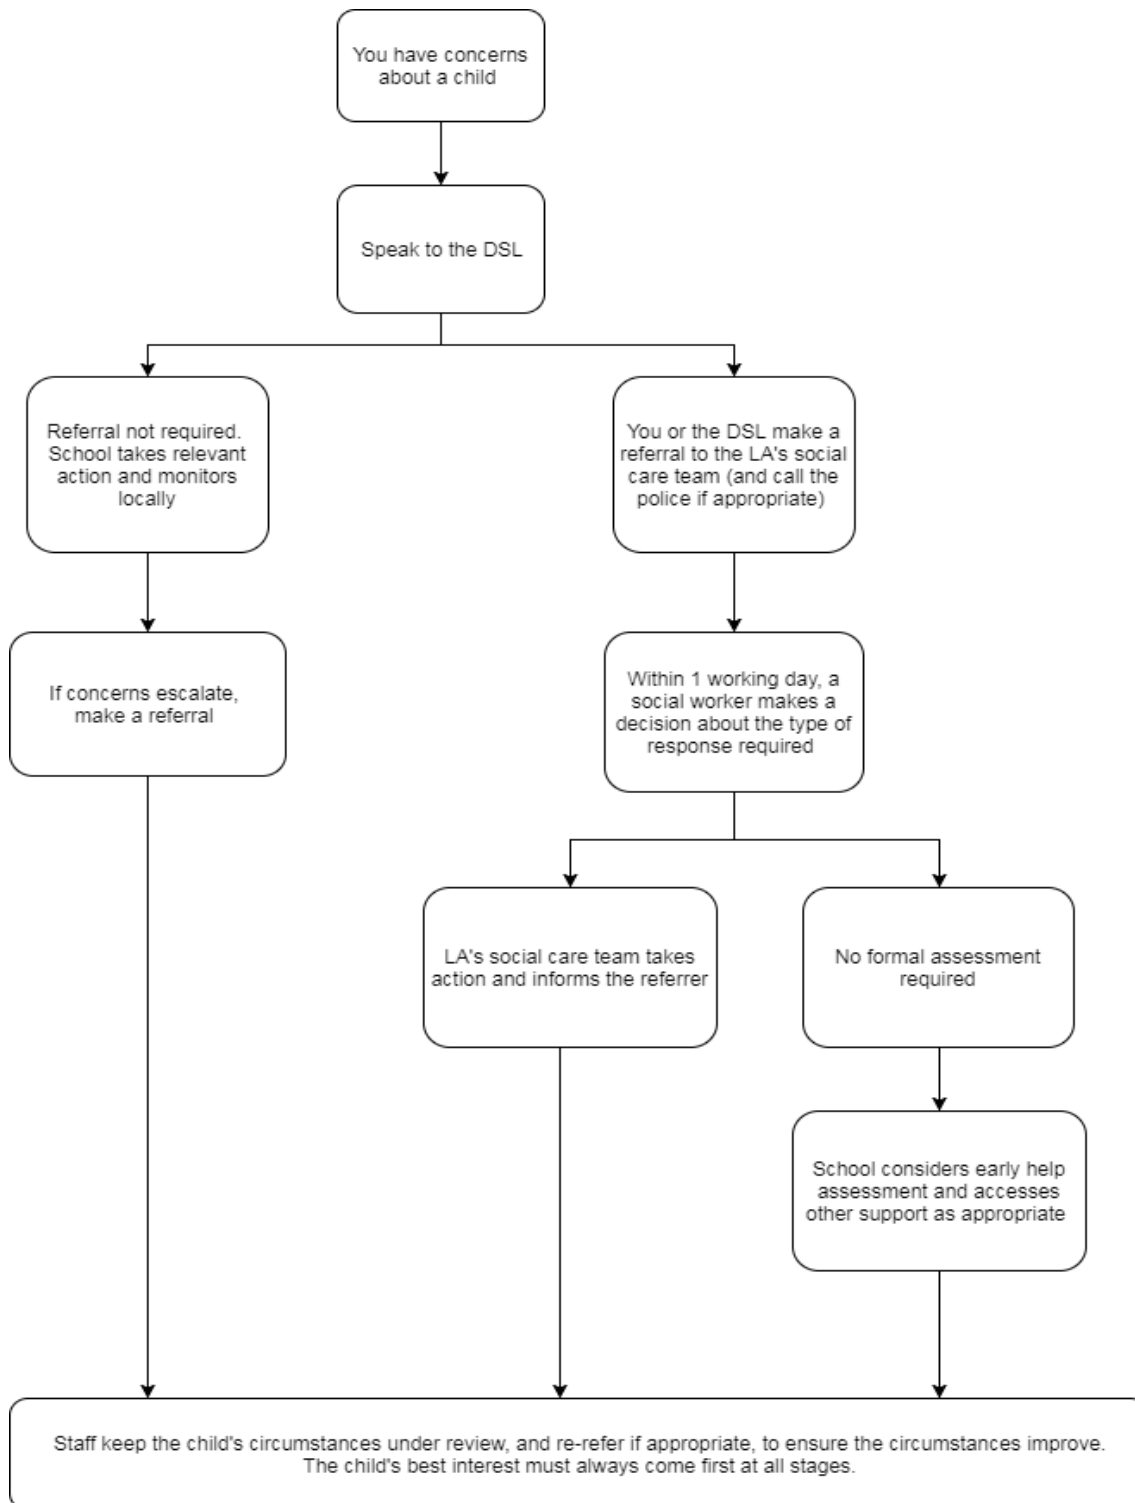 You have concerns
about a child
Speak to the DSL
Referral not required.
School takes relevant
action and monitors
locally
You or the DSL make a
referral to the LA's social
care team (and call the
police if appropriate)
If concerns escalate,
make a referral
Within 1 working day, a
social worker makes a
decision about the type of
response required
LA's social care team takes
action and informs the referrer
No formal assessment
required
School considers early help
assessment and accesses
other support as appropriate
Staff keep the child's circumstances under review, and re-refer if appropriate, to ensure the circumstances improve.
The child's best interest must always come first at all stages.